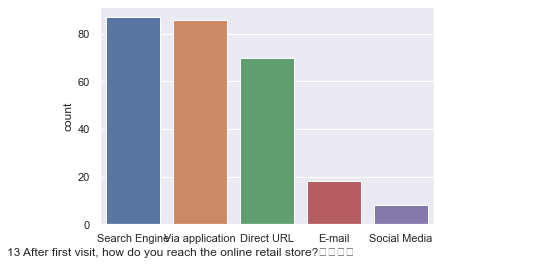 80
60
40
20
0
count
Search Engine Via application Direct URL E-mail Social Media
13 After first visit, how do you reach the online retail store?